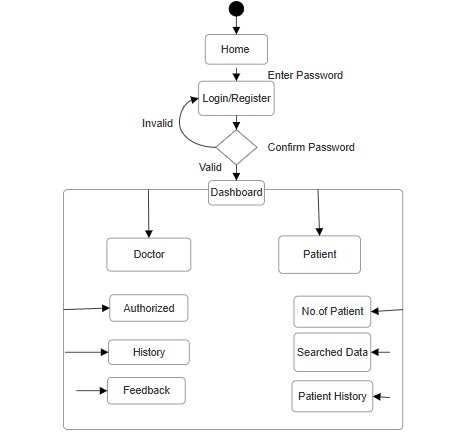 Home
Enter Password
Login/Register
Invalid
Confirm Password
Valid
Dashboard
Doctor
Patient
Authorized
No.of Patient
History
Searched Data
Feedback
Patient History